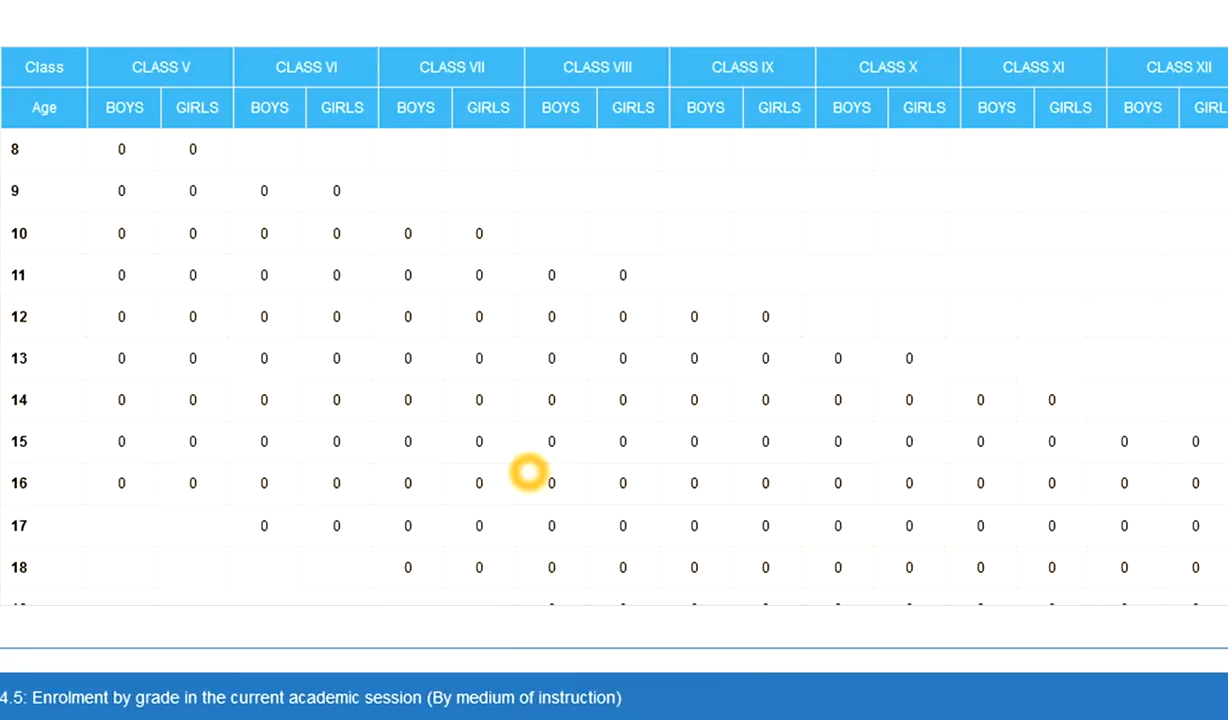 Class CLASS V CLASS VI CLASS VII CLASS VIII CLASS IX CLASS X CLASS XI CLASS XII
Age BOYS GIRLS BOYS GIRLS BOYS GIRLS BOYS GIRLS BOYS GIRLS BOYS GIRLS BOYS GIRLS BOYS GIRL
8 0 0
9 0 0 0 0
10 0 0 0 0 0 0
11 0 0 0 0 0 0 0 0
12 0 0 0 0 0 0 0 0 0 0
13 0 0 0 0 0 0 0 0 0 0 0 0
14 0 0 0 0 0 0 0 0 0 0 0 0 0 0
15 0 0 0 0 0 0 0 0 0 0 0 0 0 0 0 0
16 0 0 0 0 0 0 0 0 0 0 0 0 0 0 0 0
17 0 0 0 0 0 0 0 0 0 0 0 0 0 0
18 0 0 0 0 0 0 0 0 0 0 0 0
4.5: Enrolment by grade in the current academic session (By medium of instruction)